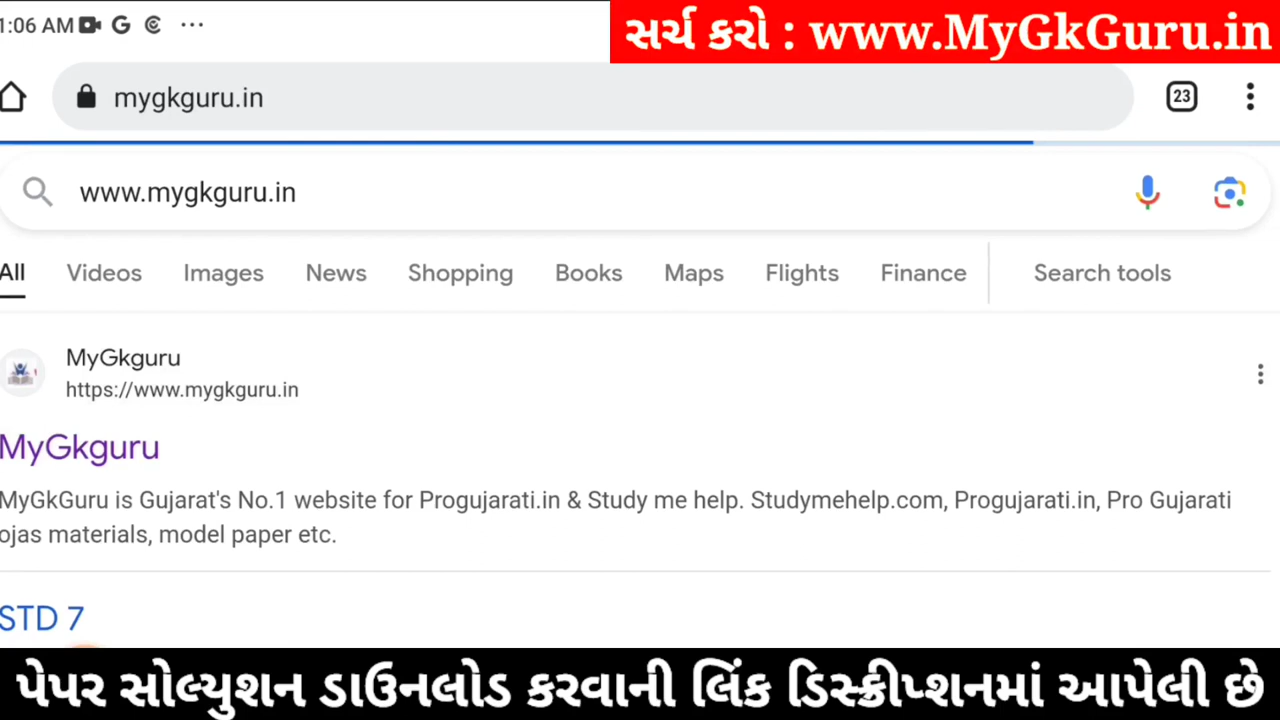 1:06 AM
સર્ચ કરો : www.MyGkGuru.in
mygkguru.in
23
www.mygkguru.in
All Videos Images News Shopping Books Maps Flights Finance Search tools
MyGkguru
https://www.mygkguru.in
MyGkguru
MyGkGuru is Gujarat's No.1 website for Progujarati.in & Study me help. Studymehelp.com, Progujarati.in, Pro Gujarati
ojas materials, model paper etc.
STD 7
પેપર સોલ્યુશન ડાઉનલોડ કરવાની લિંક ડિસ્ક્રીપ્શનમાં આપેલી છે